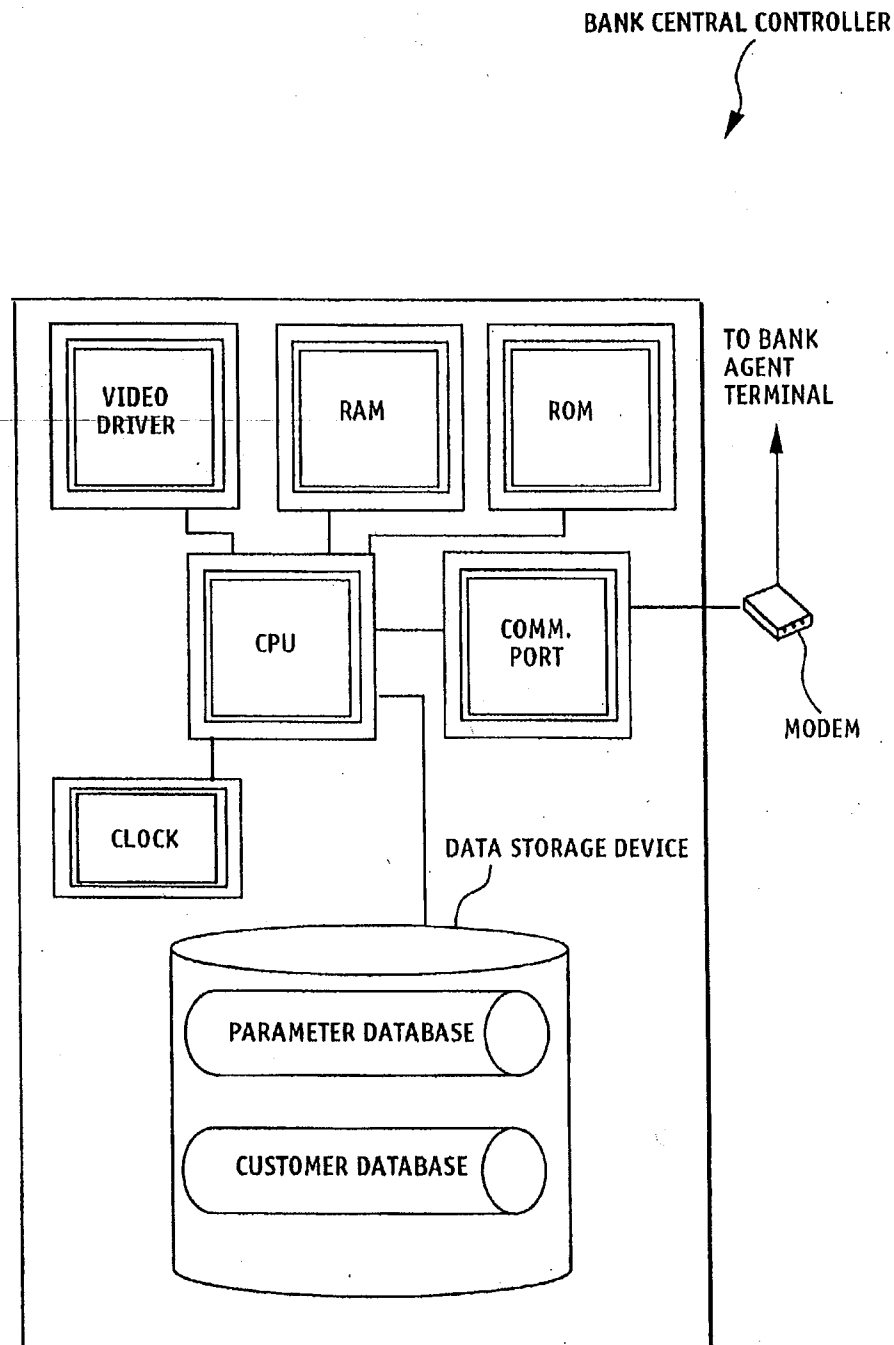 BANK CENTRAL CONTROLLER
TO BANK
AGENT
TERMINAL
VIDEO
DRIVER
RAM
ROM
CPU
COMM.
PORT
MODEM
CLOCK
DATA STORAGE DEVICE
PARAMETER DATABASE
CUSTOMER DATABASE